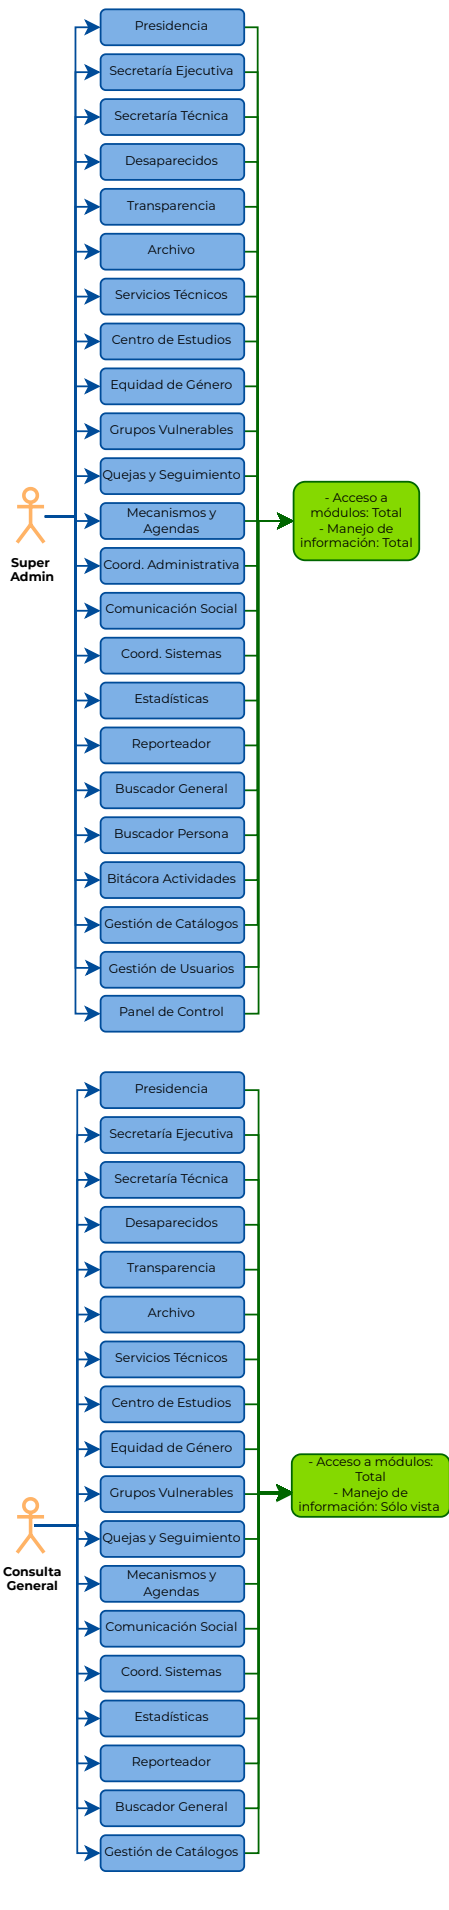 Presidencia
Secretaría Ejecutiva
Secretaría Técnica
Desaparecidos
Transparencia
Archivo
Servicios Técnicos
Centro de Estudios
Equidad de Género
Grupos Vulnerables
Quejas y Seguimiento
Mecanismos y
Agendas
Coord. Administrativa
Comunicación Social
Coord. Sistemas
Estadísticas
Reporteador
Buscador General
Buscador Persona
Bitácora Actividades
Gestión de Catálogos
Gestión de Usuarios
Panel de Control
Super
Admin
- Acceso a
módulos: Total
- Manejo de
información: Total
Presidencia
Secretaría Ejecutiva
Secretaría Técnica
Desaparecidos
Transparencia
Archivo
Servicios Técnicos
Centro de Estudios
Equidad de Género
Grupos Vulnerables
Quejas y Seguimiento
Mecanismos y
Agendas
Comunicación Social
Coord. Sistemas
Estadísticas
Reporteador
Buscador General
Gestión de Catálogos
Consulta
General
- Acceso a módulos:
Total
- Manejo de
información: Sólo vista